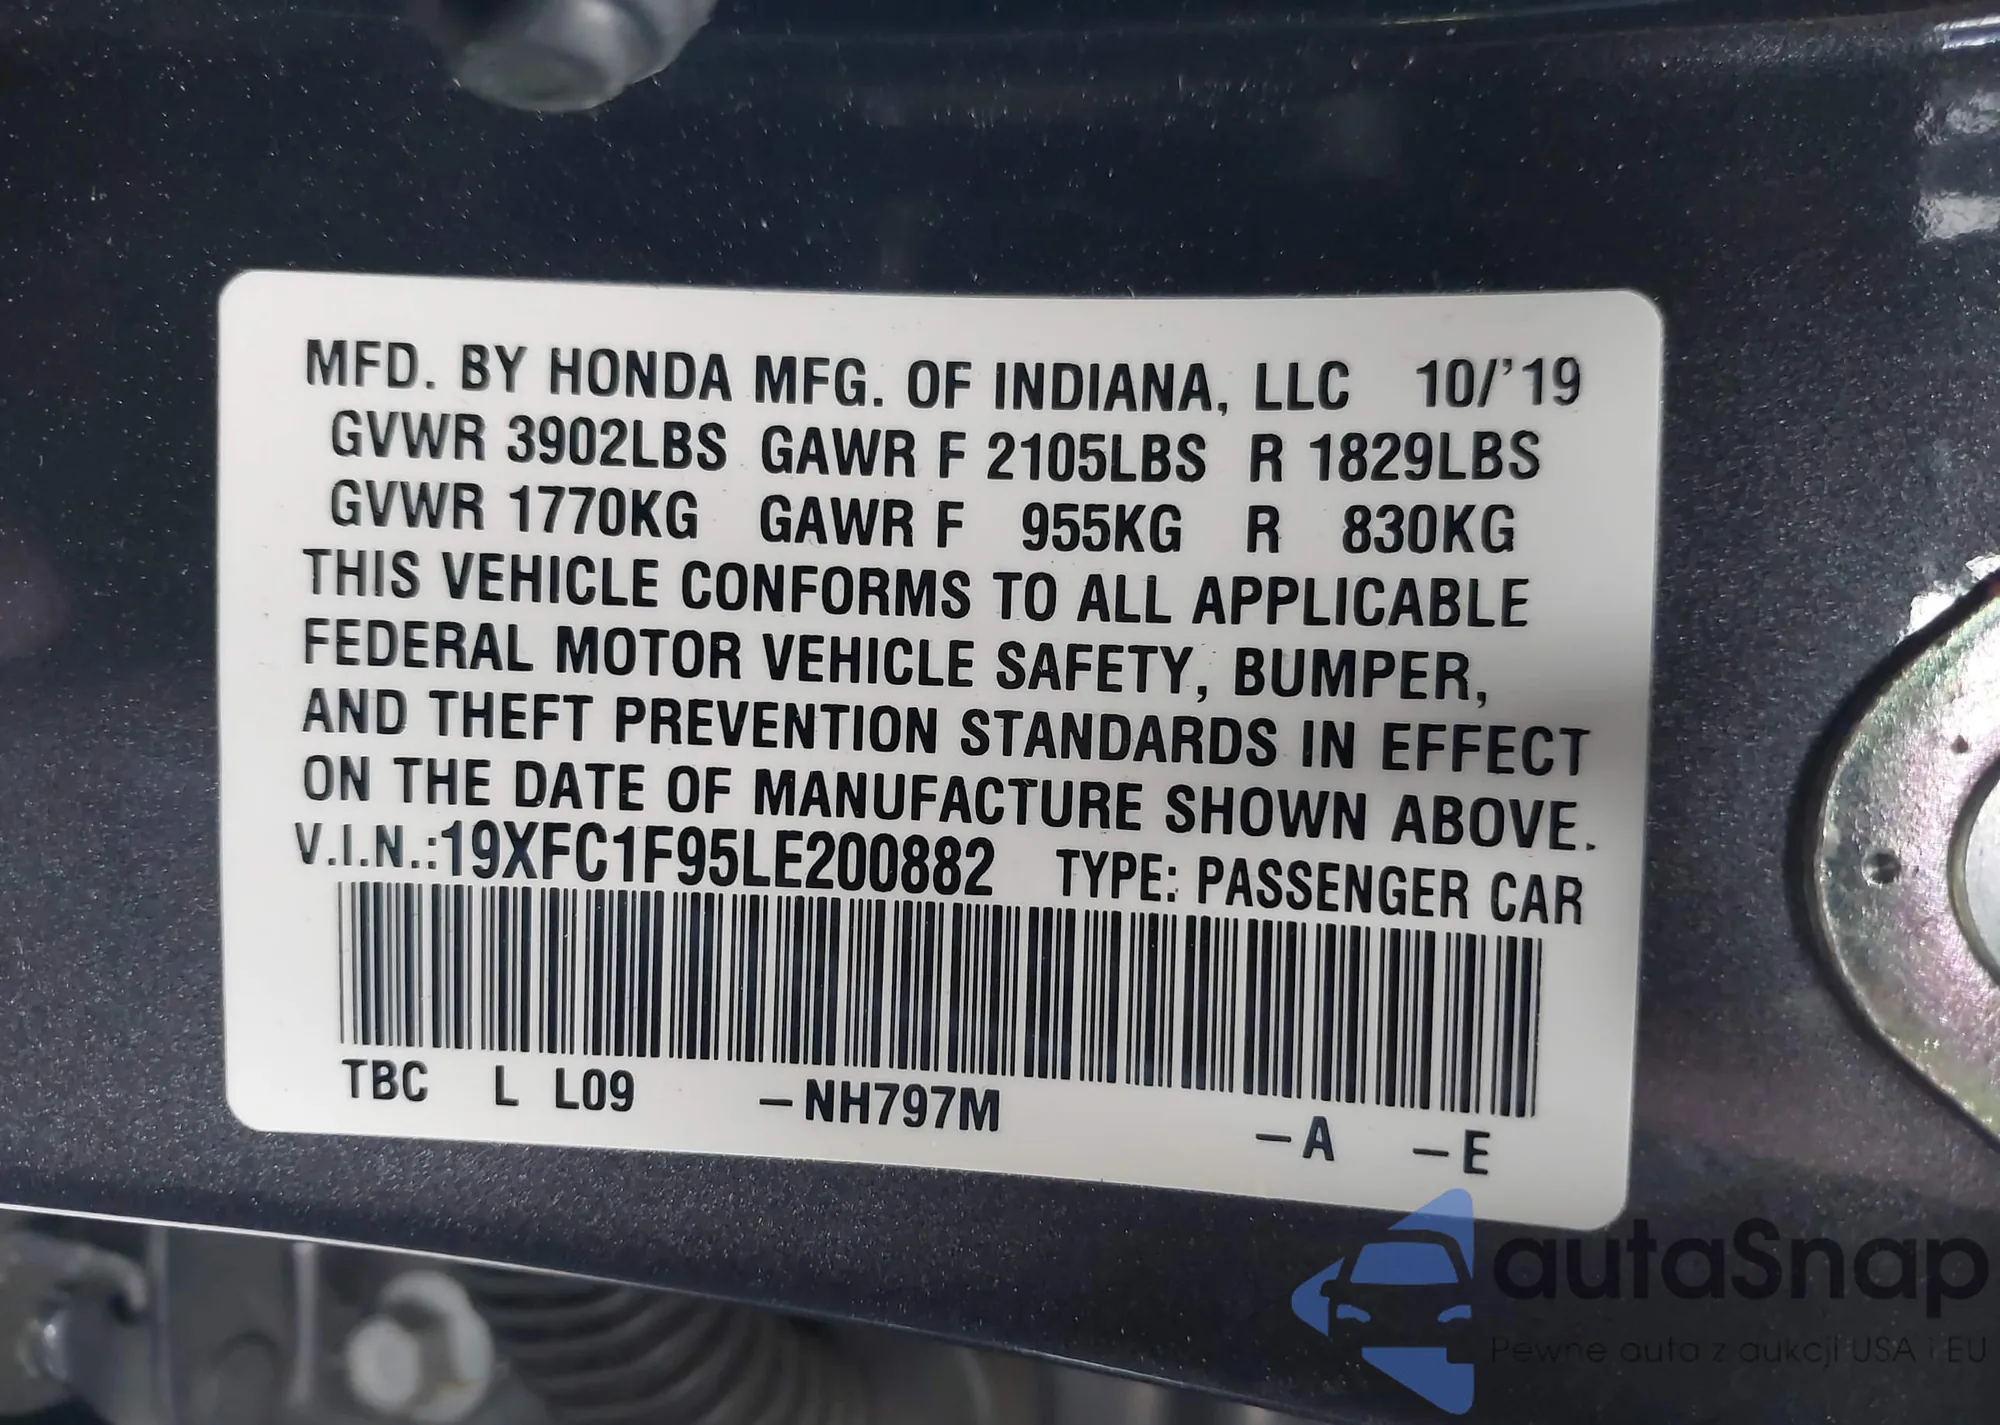 MFD. BY HONDA MFG. OF INDIANA, LLC 10/'19
GVWR 3902LBS GAWR F 2105LBS R 1829LBS
GVWR 1770KG GAWR F 955KG R 830KG
THIS VEHICLE CONFORMS TO ALL APPLICABLE
FEDERAL MOTOR VEHICLE SAFETY, BUMPER,
AND THEFT PREVENTION STANDARDS IN EFFECT
ON THE DATE OF MANUFACTURE SHOWN ABOVE.
V.I.N.:19XFC1F95LE200882 TYPE: PASSENGER CAR
TBC L L09 –NH797M –A –E
autaSnap
Pewne auta z aukcji USA i EU